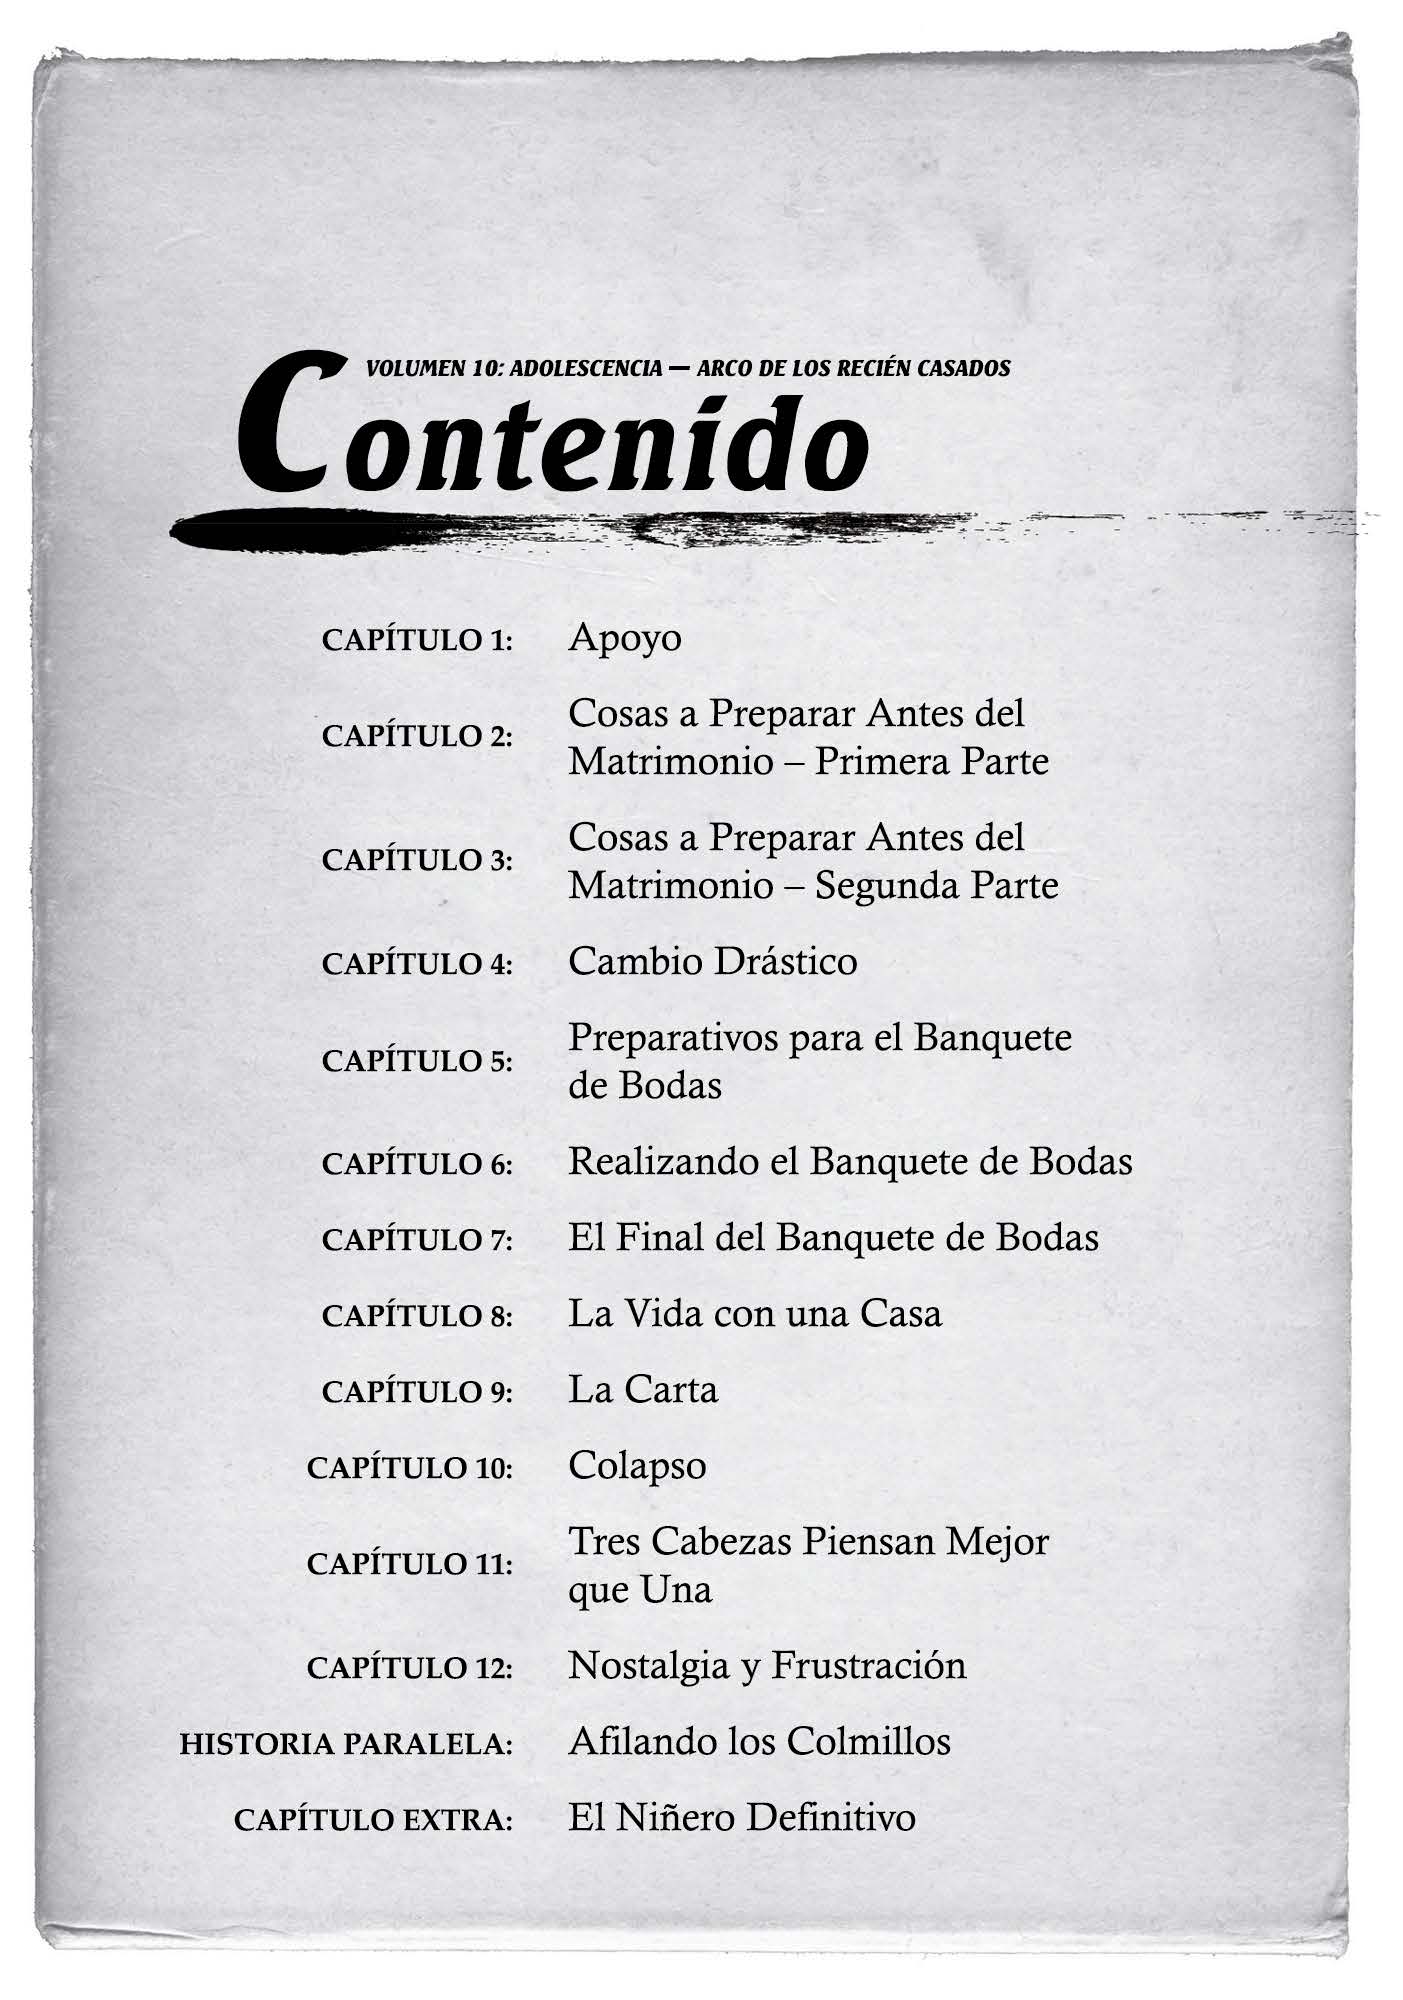 VOLUMEN 10: ADOLESCENCIA — ARCO DE LOS RECIÉN CASADOS
Contenido
CAPÍTULO 1: Apoyo
CAPÍTULO 2: Cosas a Preparar Antes del
Matrimonio – Primera Parte
CAPÍTULO 3: Cosas a Preparar Antes del
Matrimonio – Segunda Parte
CAPÍTULO 4: Cambio Drástico
CAPÍTULO 5: Preparativos para el Banquete
de Bodas
CAPÍTULO 6: Realizando el Banquete de Bodas
CAPÍTULO 7: El Final del Banquete de Bodas
CAPÍTULO 8: La Vida con una Casa
CAPÍTULO 9: La Carta
CAPÍTULO 10: Colapso
CAPÍTULO 11: Tres Cabezas Piensan Mejor
que Una
CAPÍTULO 12: Nostalgia y Frustración
HISTORIA PARALELA: Afilando los Colmillos
CAPÍTULO EXTRA: El Niñero Definitivo